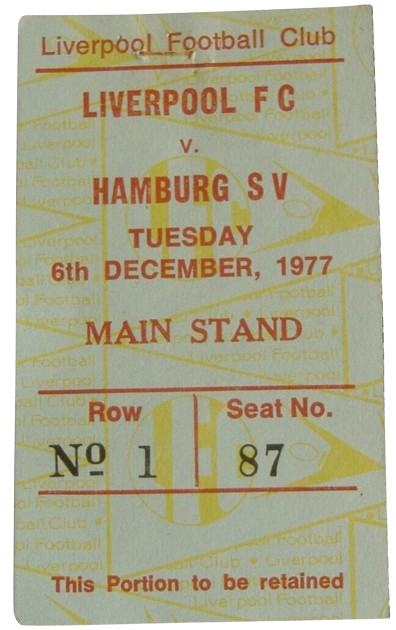 Liverpool Football Club
LIVERPOOL F C
v.
HAMBURG S V
TUESDAY
6th DECEMBER, 1977
MAIN STAND
Row Seat No.
Nº 1 87
This Portion to be retained